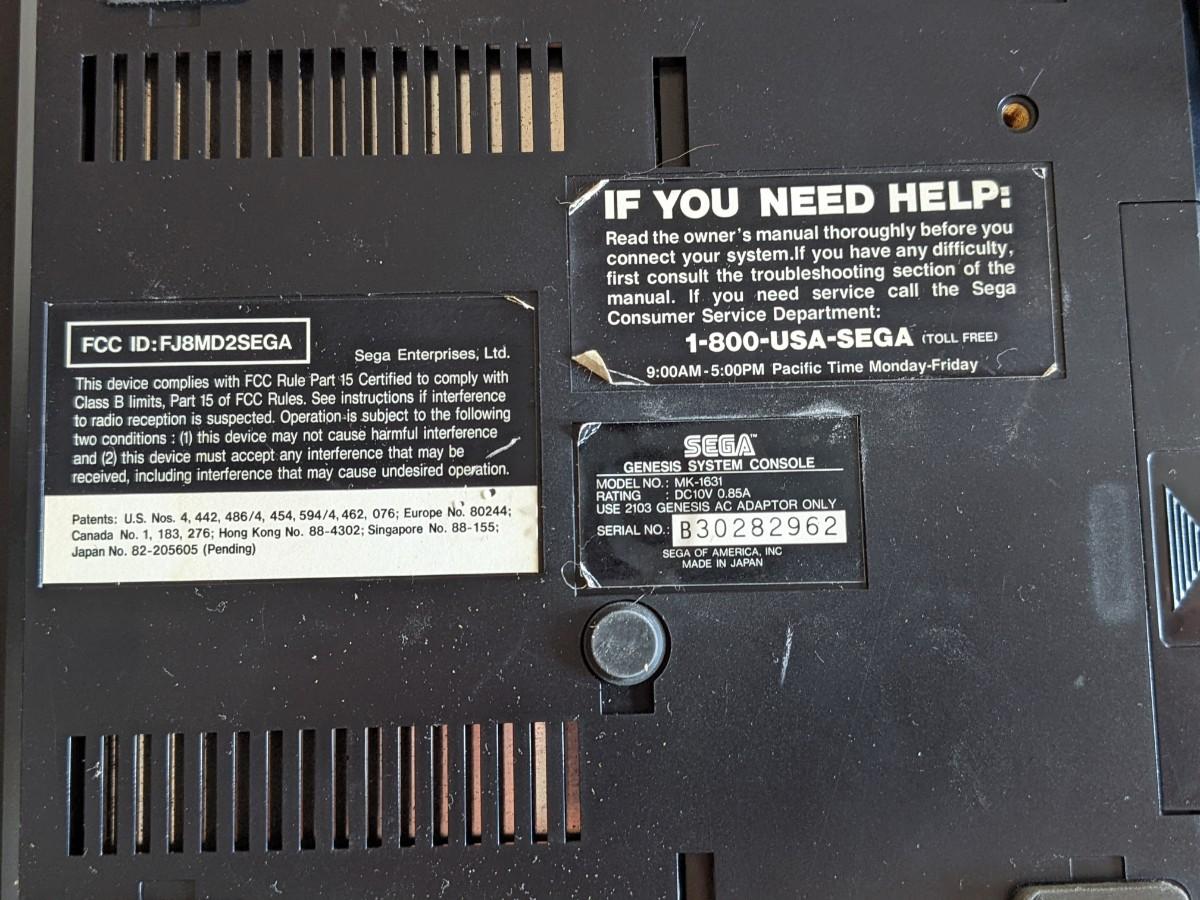 IF YOU NEED HELP:
Read the owner's manual thoroughly before you
connect your system.If you have any difficulty,
first consult the troubleshooting section of the
manual. If you need service call the Sega
Consumer Service Department:
1-800-USA-SEGA (TOLL FREE)
9:00AM-5:00PM Pacific Time Monday-Friday
FCC ID:FJ8MD2SEGA
Sega Enterprises, Ltd.
This device complies with FCC Rule Part 15 Certified to comply with
Class B limits, Part 15 of FCC Rules. See instructions if interference
to radio reception is suspected. Operation is subject to the following
two conditions : (1) this device may not cause harmful interference
and (2) this device must accept any interference that may be
received, including interference that may cause undesired operation.
Patents: U.S. Nos. 4, 442, 486/4, 454, 594/4, 462, 076; Europe No. 80244;
Canada No. 1, 183, 276; Hong Kong No. 88-4302; Singapore No. 88-155;
Japan No. 82-205605 (Pending)
SEGA™
GENESIS SYSTEM CONSOLE
MODEL NO.: MK-1631
RATING : DC10V 0.85A
USE 2103 GENESIS AC ADAPTOR ONLY
SERIAL NO.: B30282962
SEGA OF AMERICA, INC
MADE IN JAPAN